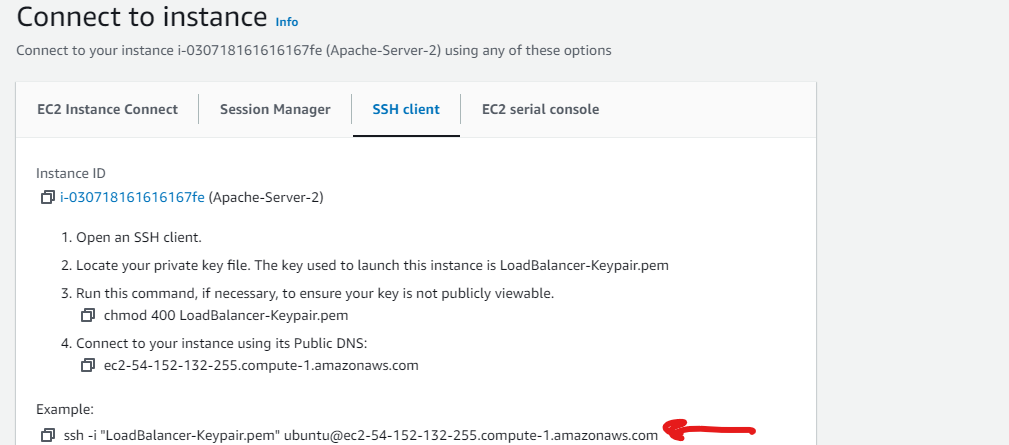 Connect to instance Info
Connect to your instance i-030718161616167fe (Apache-Server-2) using any of these options
EC2 Instance Connect Session Manager SSH client EC2 serial console
Instance ID
i-030718161616167fe (Apache-Server-2)
1. Open an SSH client.
2. Locate your private key file. The key used to launch this instance is LoadBalancer-Keypair.pem
3. Run this command, if necessary, to ensure your key is not publicly viewable.
chmod 400 LoadBalancer-Keypair.pem
4. Connect to your instance using its Public DNS:
ec2-54-152-132-255.compute-1.amazonaws.com
Example:
ssh -i "LoadBalancer-Keypair.pem" ubuntu@ec2-54-152-132-255.compute-1.amazonaws.com